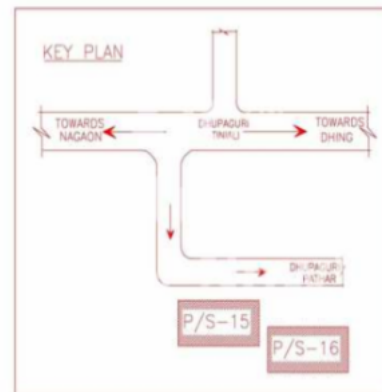 KEY PLAN
TOWARDS
NAGAON
DHUPAGURI
TINIALI
TOWARDS
DHING
DHUPAGURI
PATHAR
P/S-15
P/S-16